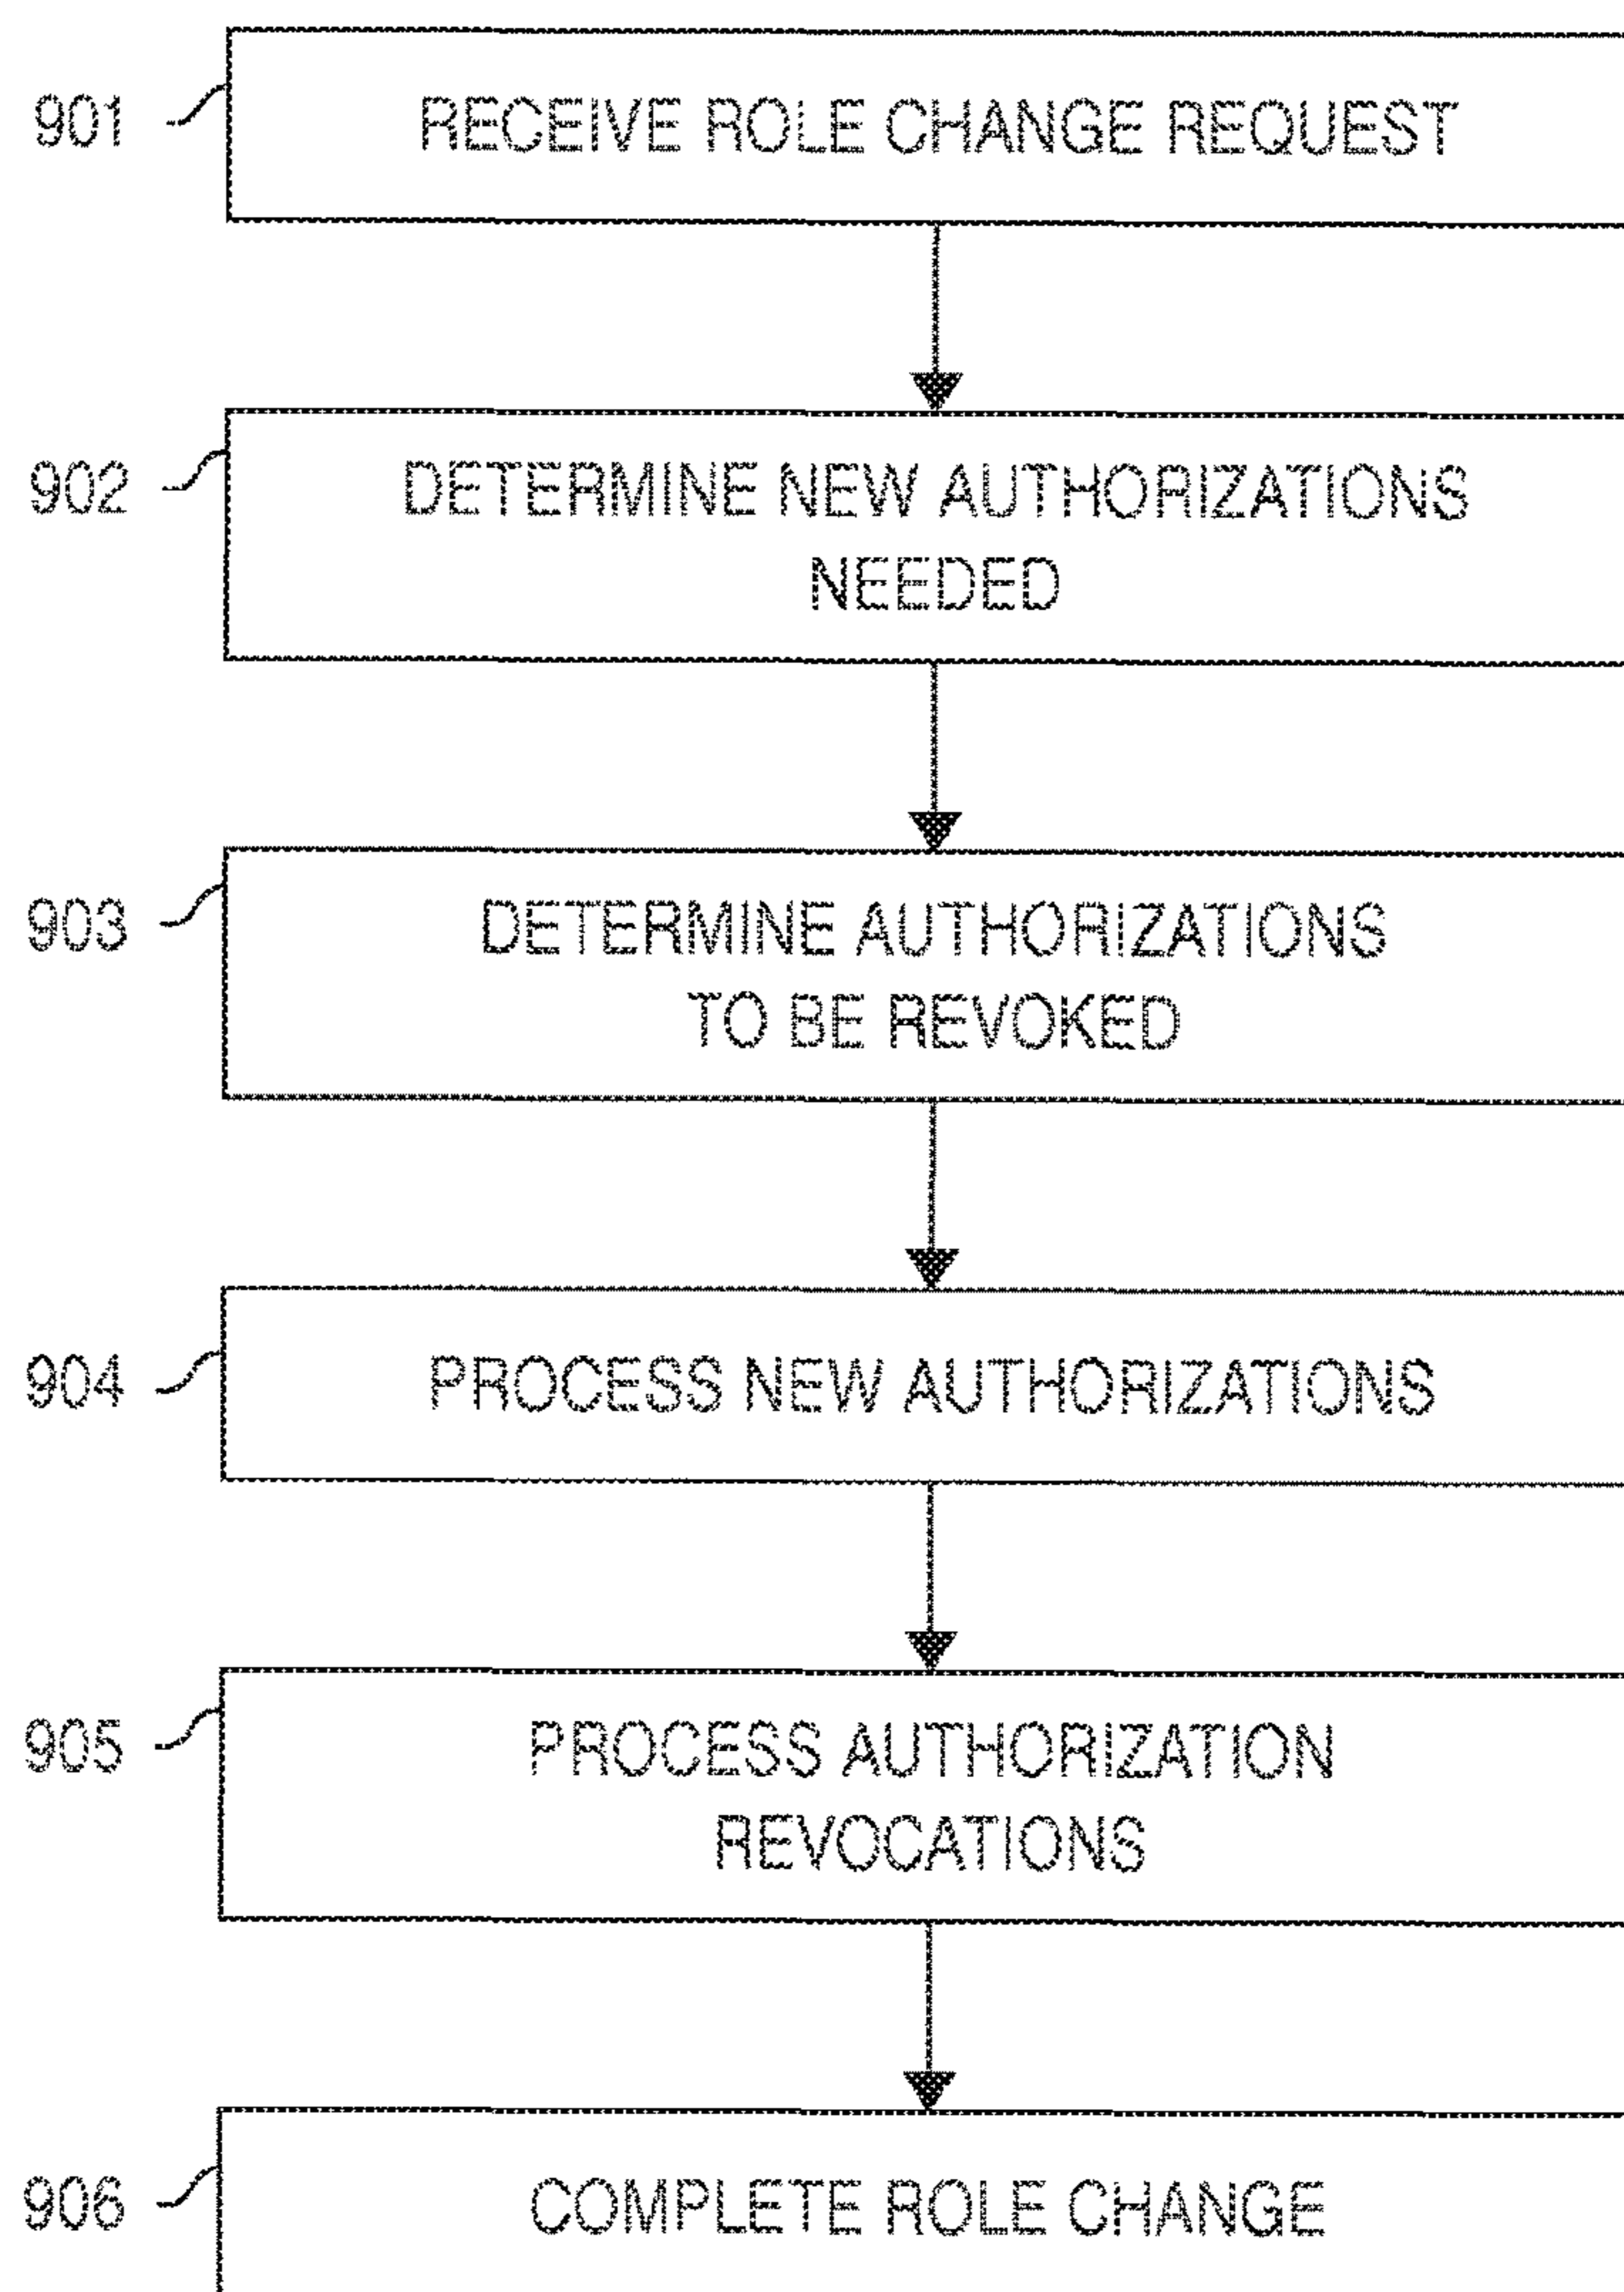 901
RECEIVE ROLE CHANGE REQUEST
902
DETERMINE NEW AUTHORIZATIONS
NEEDED
903
DETERMINE AUTHORIZATIONS
TO BE REVOKED
904
PROCESS NEW AUTHORIZATIONS
905
PROCESS AUTHORIZATION
REVOCATIONS
906
COMPLETE ROLE CHANGE